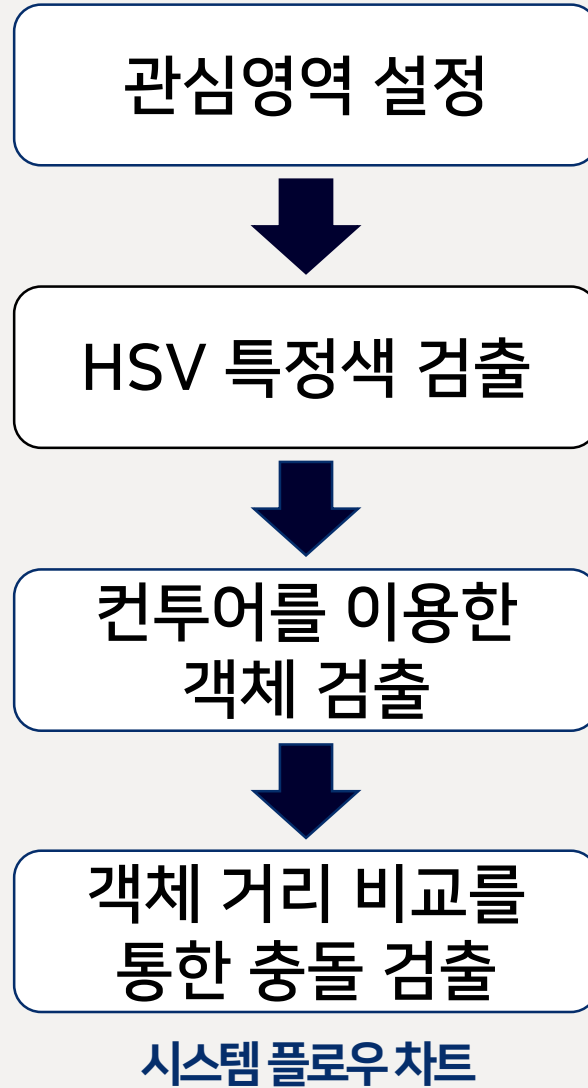 관심영역 설정
HSV 특정색 검출
컨투어를 이용한
객체 검출
객체 거리 비교를
통한 충돌 검출
시스템 플로우 차트